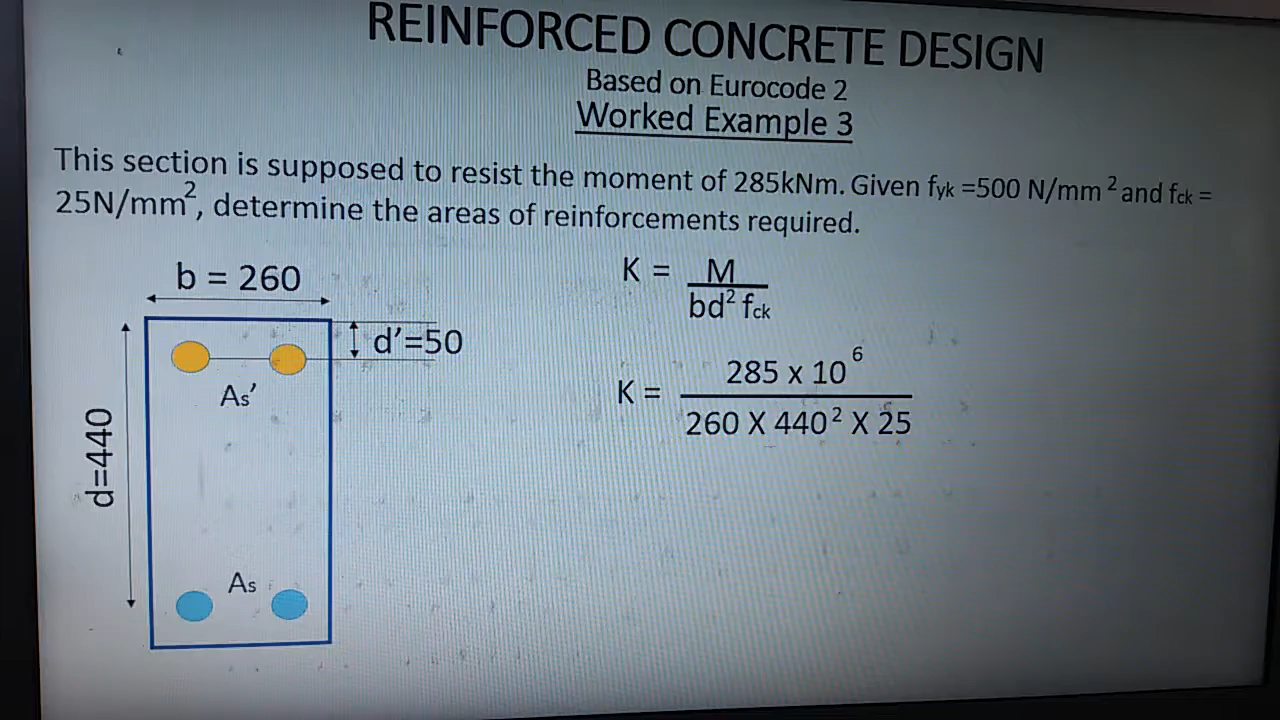 REINFORCED CONCRETE DESIGN
Based on Eurocode 2
Worked Example 3
This section is supposed to resist the moment of 285kNm. Given fyk =500 N/mm ² and fck =
25N/mm², determine the areas of reinforcements required.
b = 260
d'=50
As'
d=440
As
K = M
bd² fck
K = 285 x 10⁶
260 X 440² X 25